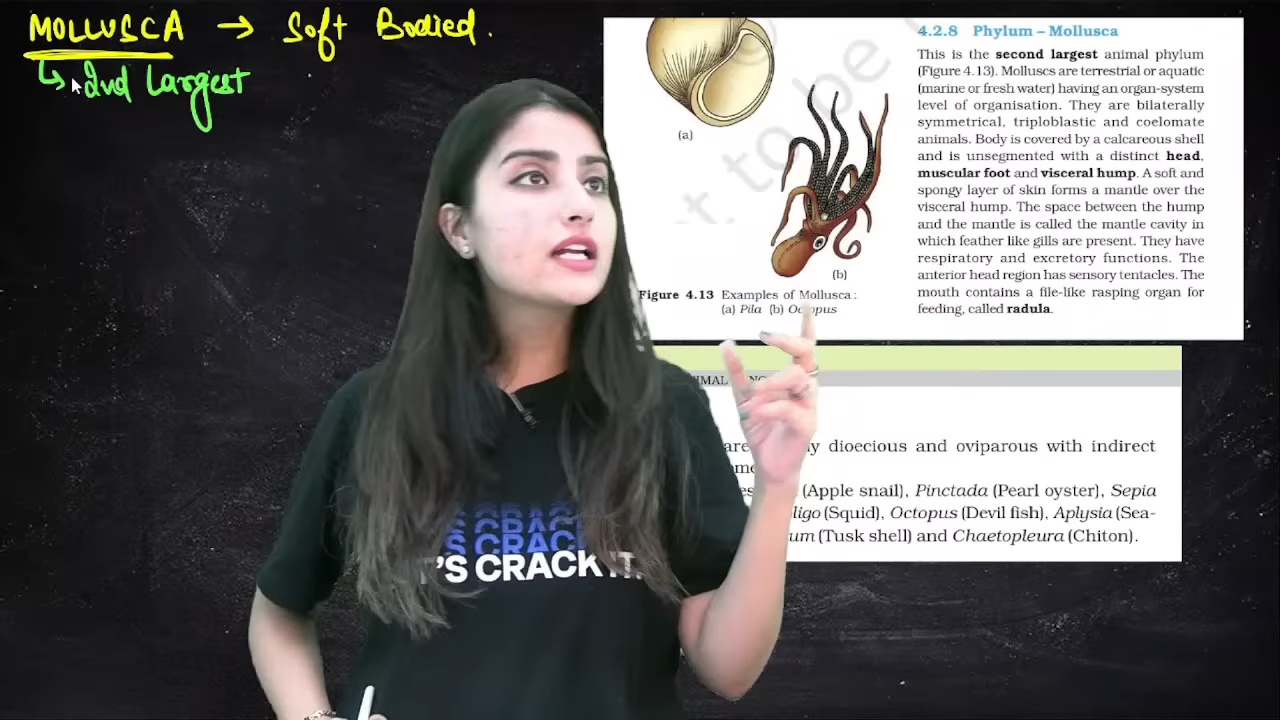 MOLLUSCA → Soft Bodied.
↳ 2nd Largest
(a)
(b)
Figure 4.13 Examples of Mollusca :
(a) Pila (b) Octopus
4.2.8 Phylum – Mollusca
This is the second largest animal phylum
(Figure 4.13). Molluscs are terrestrial or aquatic
(marine or fresh water) having an organ-system
level of organisation. They are bilaterally
symmetrical, triploblastic and coelomate
animals. Body is covered by a calcareous shell
and is unsegmented with a distinct head,
muscular foot and visceral hump. A soft and
spongy layer of skin forms a mantle over the
visceral hump. The space between the hump
and the mantle is called the mantle cavity in
which feather like gills are present. They have
respiratory and excretory functions. The
anterior head region has sensory tentacles. The
mouth contains a file-like rasping organ for
feeding, called radula.
dioecious and oviparous with indirect
(Apple snail), Pinctada (Pearl oyster), Sepia
(Squid), Octopus (Devil fish), Aplysia (Sea-
(Tusk shell) and Chaetopleura (Chiton).
to be
'S CRACK IT.